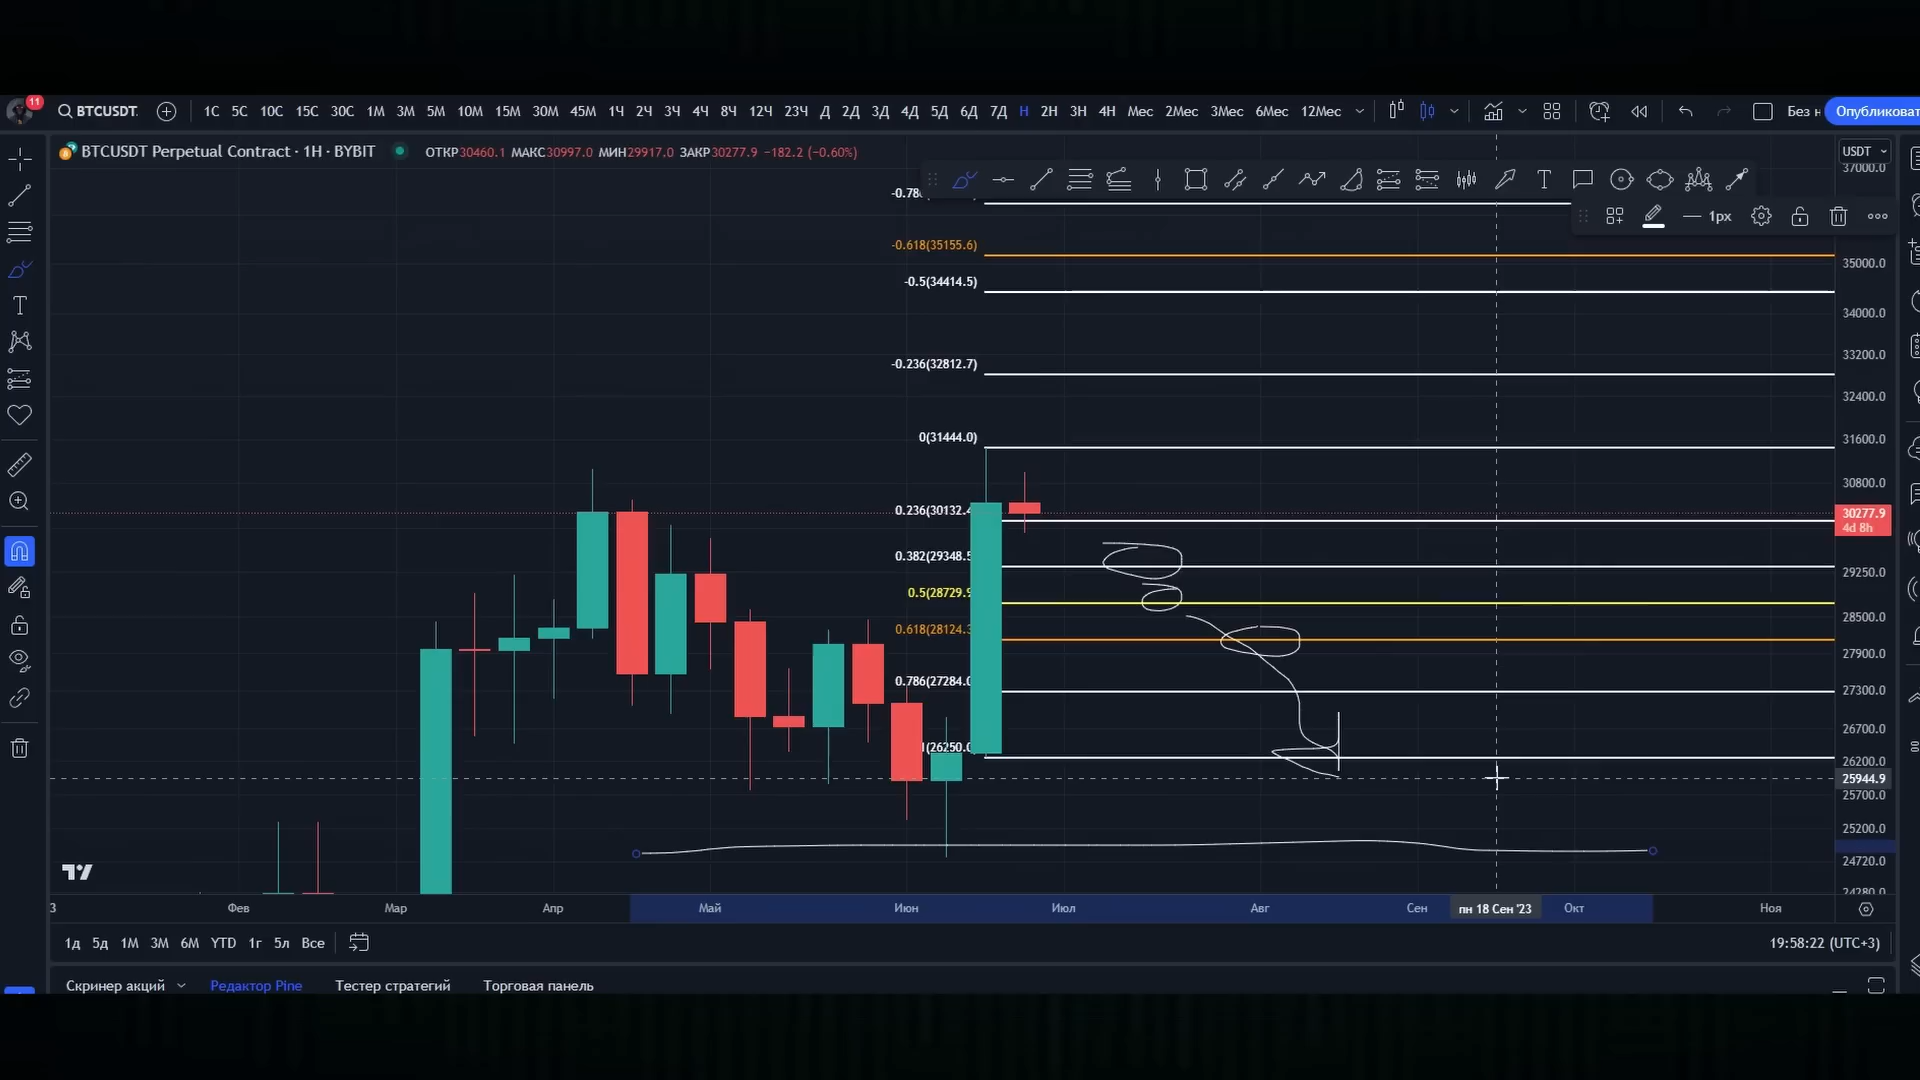 11
BTCUSDT.
1С 5С 10С 15С 30С 1М 3М 5М 10М 15М 30М 45М 1Ч 2Ч 3Ч 4Ч 8Ч 12Ч 23Ч Д 2Д 3Д 4Д 5Д 6Д 7Д Н 2Н 3Н 4Н Мес 2Мес 3Мес 6Мес 12Мес
Без н
Опубликоват
BTCUSDT Perpetual Contract · 1Н · BYBIT
ОТКР30460.1 МАКС30997.0 МИН29917.0 ЗАКР30277.9 −182.2 (−0.60%)
USDT
37000.0
-0.78
1px
-0.618(35155.6)
35000.0
-0.5(34414.5)
34000.0
33200.0
-0.236(32812.7)
32400.0
0(31444.0)
31600.0
30800.0
0.236(30132.4
30277.9
4d 8h
0.382(29348.5
29250.0
0.5(28729.9
28500.0
0.618(28124.3
27900.0
0.786(27284.0
27300.0
26700.0
1(26250.0
26200.0
25944.9
25700.0
25200.0
24720.0
24280.0
3 Фев Мар Апр Май Июн Июл Авг Сен пн 18 Сен '23 Окт Ноя
1д 5д 1М 3М 6М YTD 1г 5л Все
19:58:22 (UTC+3)
Скринер акций Редактор Pine Тестер стратегий Торговая панель